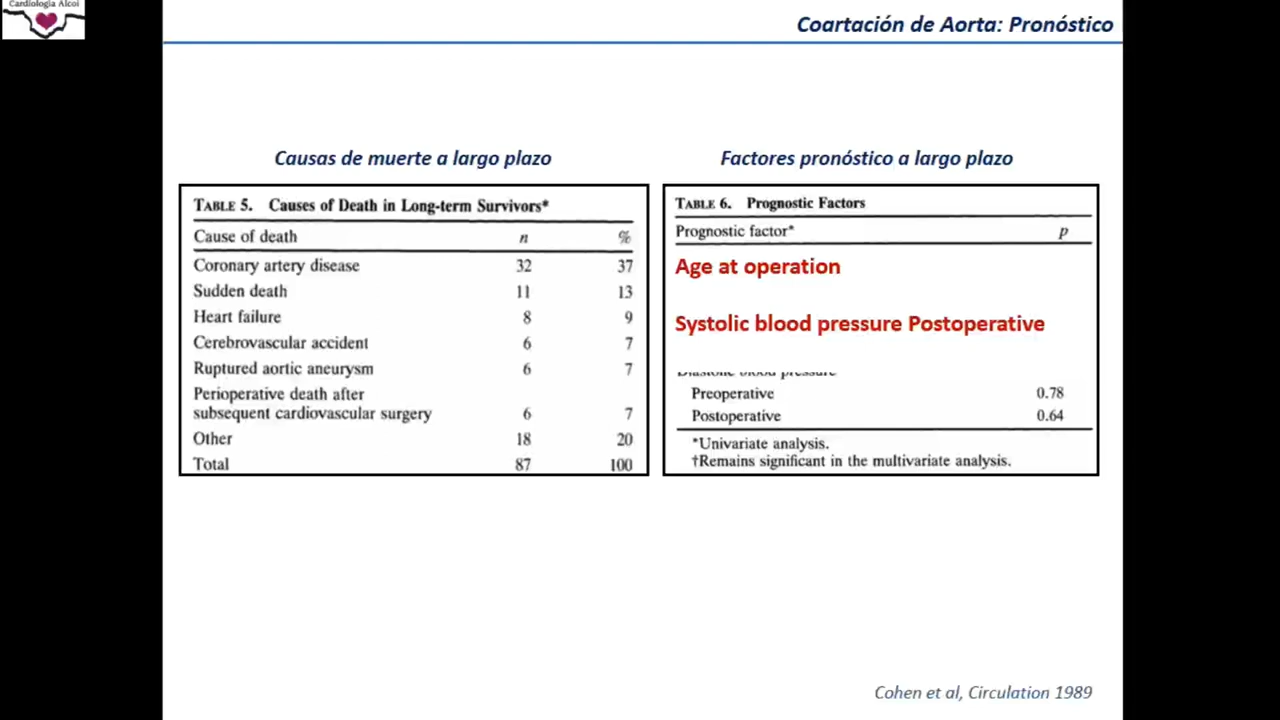 Cardiología Alcoi
Coartación de Aorta: Pronóstico
Causas de muerte a largo plazo
TABLE 5. Causes of Death in Long-term Survivors*
Cause of death n %
Coronary artery disease 32 37
Sudden death 11 13
Heart failure 8 9
Cerebrovascular accident 6 7
Ruptured aortic aneurysm 6 7
Perioperative death after
subsequent cardiovascular surgery 6 7
Other 18 20
Total 87 100
Factores pronóstico a largo plazo
TABLE 6. Prognostic Factors
Prognostic factor* p
Age at operation
Systolic blood pressure Postoperative
Diastolic blood pressure
Preoperative 0.78
Postoperative 0.64
*Univariate analysis.
†Remains significant in the multivariate analysis.
Cohen et al, Circulation 1989